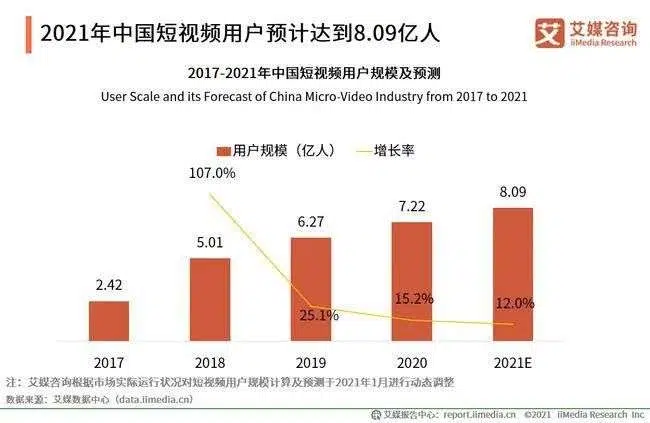 2021年中国短视频用户预计达到8.09亿人
艾媒咨询
iiMedia Research
2017-2021年中国短视频用户规模及预测
User Scale and its Forecast of China Micro-Video Industry from 2017 to 2021
用户规模（亿人） 增长率
107.0%
8.09
7.22
6.27
5.01
2.42
25.1% 15.2% 12.0%
2017 2018 2019 2020 2021E
注：艾媒咨询根据市场实际运行状况对短视频用户规模计算及预测于2021年1月进行动态调整
数据来源：艾媒数据中心（data.iimedia.cn）
艾媒报告中心：report.iimedia.cn ©2021 iiMedia Research Inc